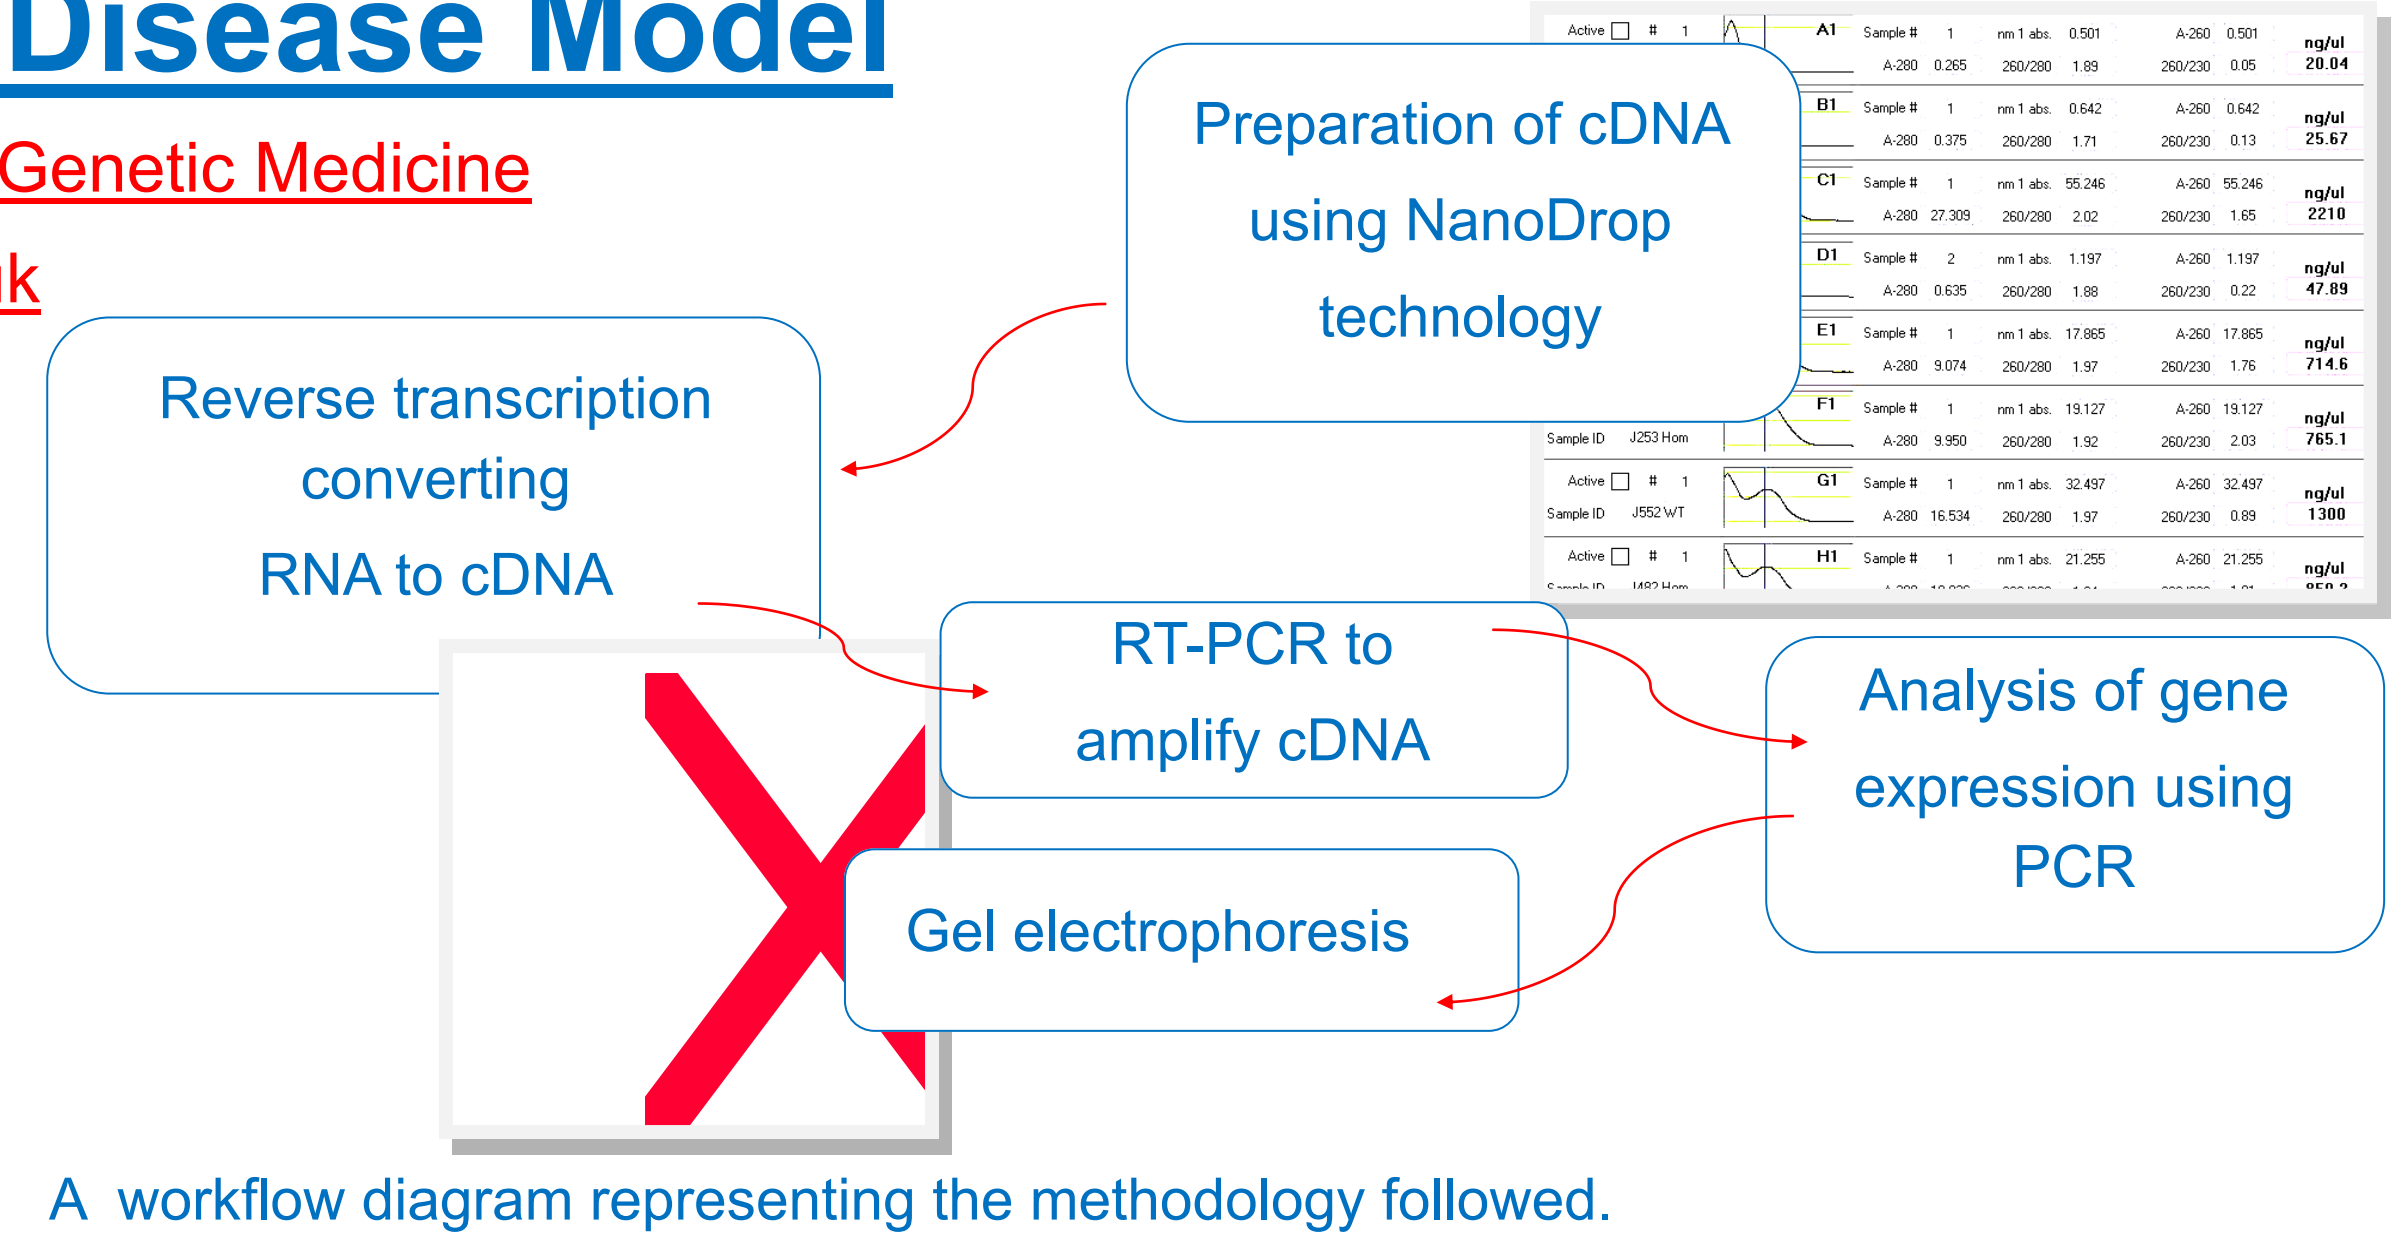 Disease Model
Genetic Medicine
Preparation of cDNA
using NanoDrop
technology
Reverse transcription
converting
RNA to cDNA
RT-PCR to
amplify cDNA
Analysis of gene
expression using
PCR
Gel electrophoresis
Active # 1 A1 Sample # 1 nm 1 abs. 0.501 A-260 0.501 ng/ul
A-280 0.265 260/280 1.89 260/230 0.05 20.04
B1 Sample # 1 nm 1 abs. 0.642 A-260 0.642 ng/ul
A-280 0.375 260/280 1.71 260/230 0.13 25.67
C1 Sample # 1 nm 1 abs. 55.246 A-260 55.246 ng/ul
A-280 27.309 260/280 2.02 260/230 1.65 2210
D1 Sample # 2 nm 1 abs. 1.197 A-260 1.197 ng/ul
A-280 0.635 260/280 1.88 260/230 0.22 47.89
E1 Sample # 1 nm 1 abs. 17.865 A-260 17.865 ng/ul
A-280 9.074 260/280 1.97 260/230 1.76 714.6
F1 Sample # 1 nm 1 abs. 19.127 A-260 19.127 ng/ul
Sample ID J253 Hom A-280 9.950 260/280 1.92 260/230 2.03 765.1
Active # 1 G1 Sample # 1 nm 1 abs. 32.497 A-260 32.497 ng/ul
Sample ID J552 WT A-280 16.534 260/280 1.97 260/230 0.89 1300
Active # 1 H1 Sample # 1 nm 1 abs. 21.255 A-260 21.255 ng/ul
A workflow diagram representing the methodology followed.